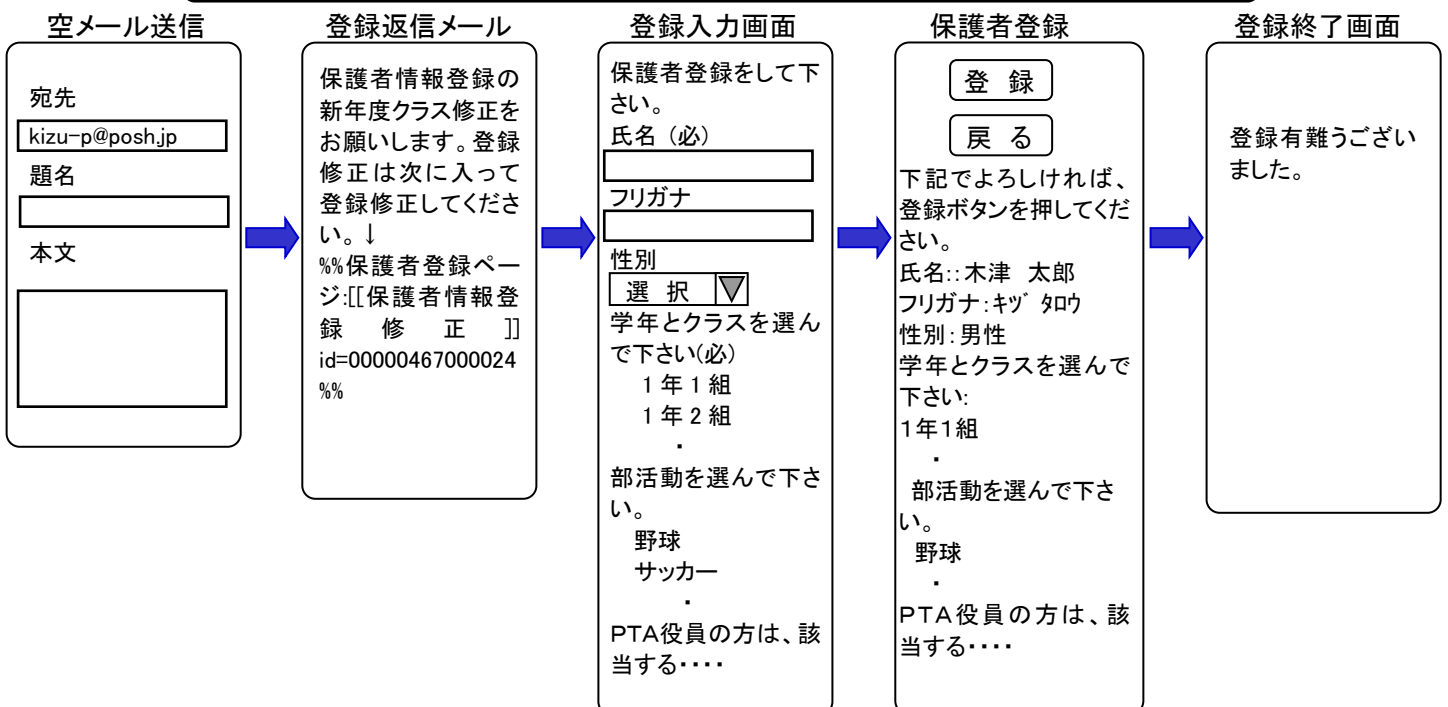 空メール送信
宛先
kizu-p@posh.jp
題名
本文
登録返信メール
保護者情報登録の
新年度クラス修正を
お願いします。登録
修正は次に入って
登録修正してくださ
い。↓
%%保護者登録ペー
ジ:[[保護者情報登
録 修 正 ]]
id=00000467000024
%%
登録入力画面
保護者登録をして下
さい。
氏名 (必)
フリガナ
性別
選 択 ▽
学年とクラスを選ん
で下さい(必)
1年1組
1年2組
・
部活動を選んで下さ
い。
野球
サッカー
・
PTA役員の方は、該
当する・・・・
保護者登録
登 録
戻 る
下記でよろしければ、
登録ボタンを押してくだ
さい。
氏名::木津 太郎
フリガナ:キヅ タロウ
性別:男性
学年とクラスを選んで
下さい:
1年1組
・
部活動を選んで下さ
い。
野球
・
PTA役員の方は、該
当する・・・・
登録終了画面
登録有難うござい
ました。